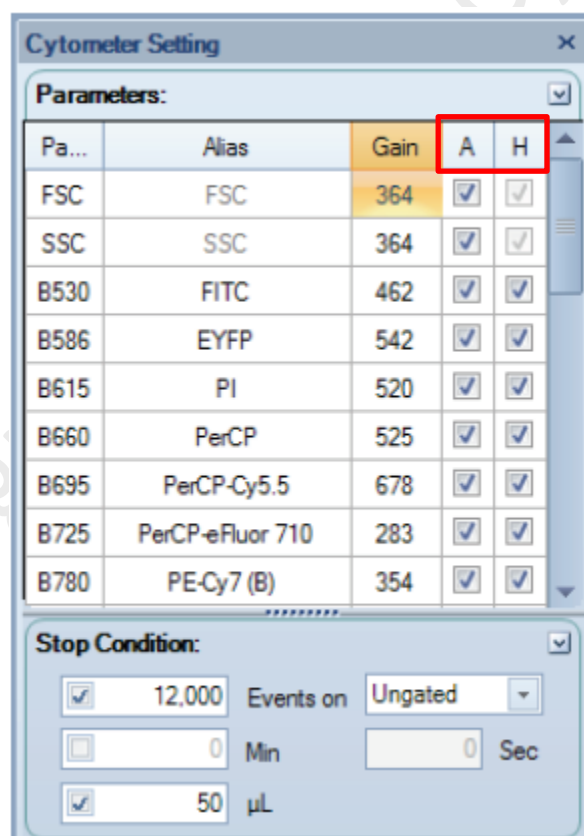 Cytometer Setting
Parameters:
Pa... Alias Gain A H
FSC FSC 364
SSC SSC 364
B530 FITC 462
B586 EYFP 542
B615 PI 520
B660 PerCP 525
B695 PerCP-Cy5.5 678
B725 PerCP-eFluor 710 283
B780 PE-Cy7 (B) 354
Stop Condition:
12,000 Events on Ungated
0 Min 0 Sec
50 µL